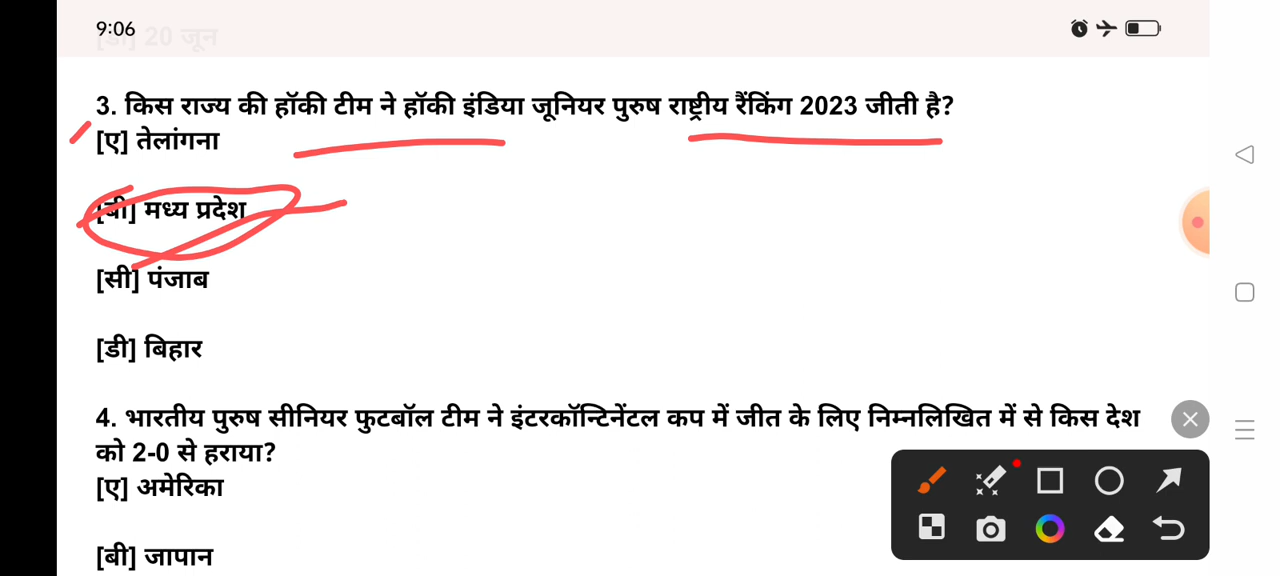 9:06
[डी] 20 जून
3. किस राज्य की हॉकी टीम ने हॉकी इंडिया जूनियर पुरुष राष्ट्रीय रैंकिंग 2023 जीती है?
[ए] तेलांगना
[बी] मध्य प्रदेश
[सी] पंजाब
[डी] बिहार
4. भारतीय पुरुष सीनियर फुटबॉल टीम ने इंटरकॉन्टिनेंटल कप में जीत के लिए निम्नलिखित में से किस देश
को 2-0 से हराया?
[ए] अमेरिका
[बी] जापान